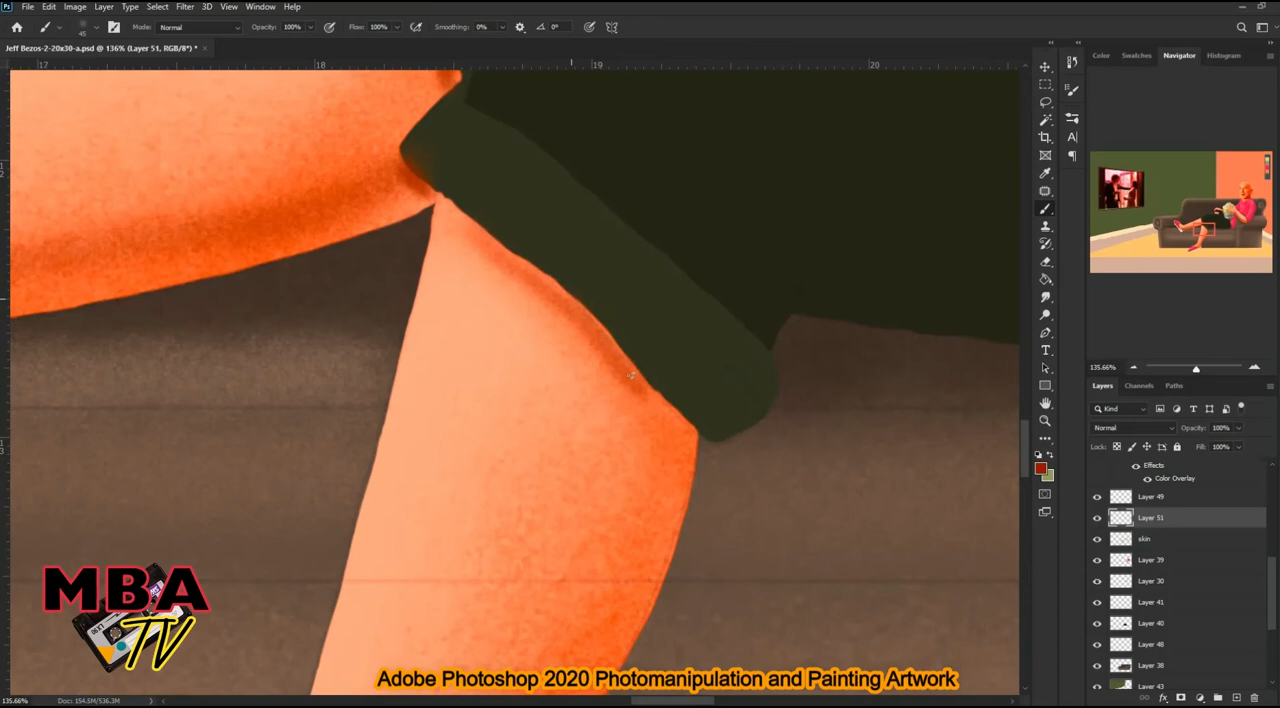 Ps File Edit Image Layer Type Select Filter 3D View Window Help
45 Mode: Normal Opacity: 100% Flow: 100% Smoothing: 0% 0°
Jeff Bezos-2-20x30-a.psd @ 136% (Layer 51, RGB/8*) *
Color Swatches Navigator Histogram
17 18 19 20
135.66%
Layers Channels Paths
Kind
Normal Opacity: 100%
Lock: Fill: 100%
Effects
Color Overlay
Layer 49
Layer 51
skin
Layer 39
Layer 30
Layer 41
Layer 40
Layer 48
Layer 38
Layer 43
MBA
TV
Adobe Photoshop 2020 Photomanipulation and Painting Artwork
135.66% Doc: 154.5M/536.3M